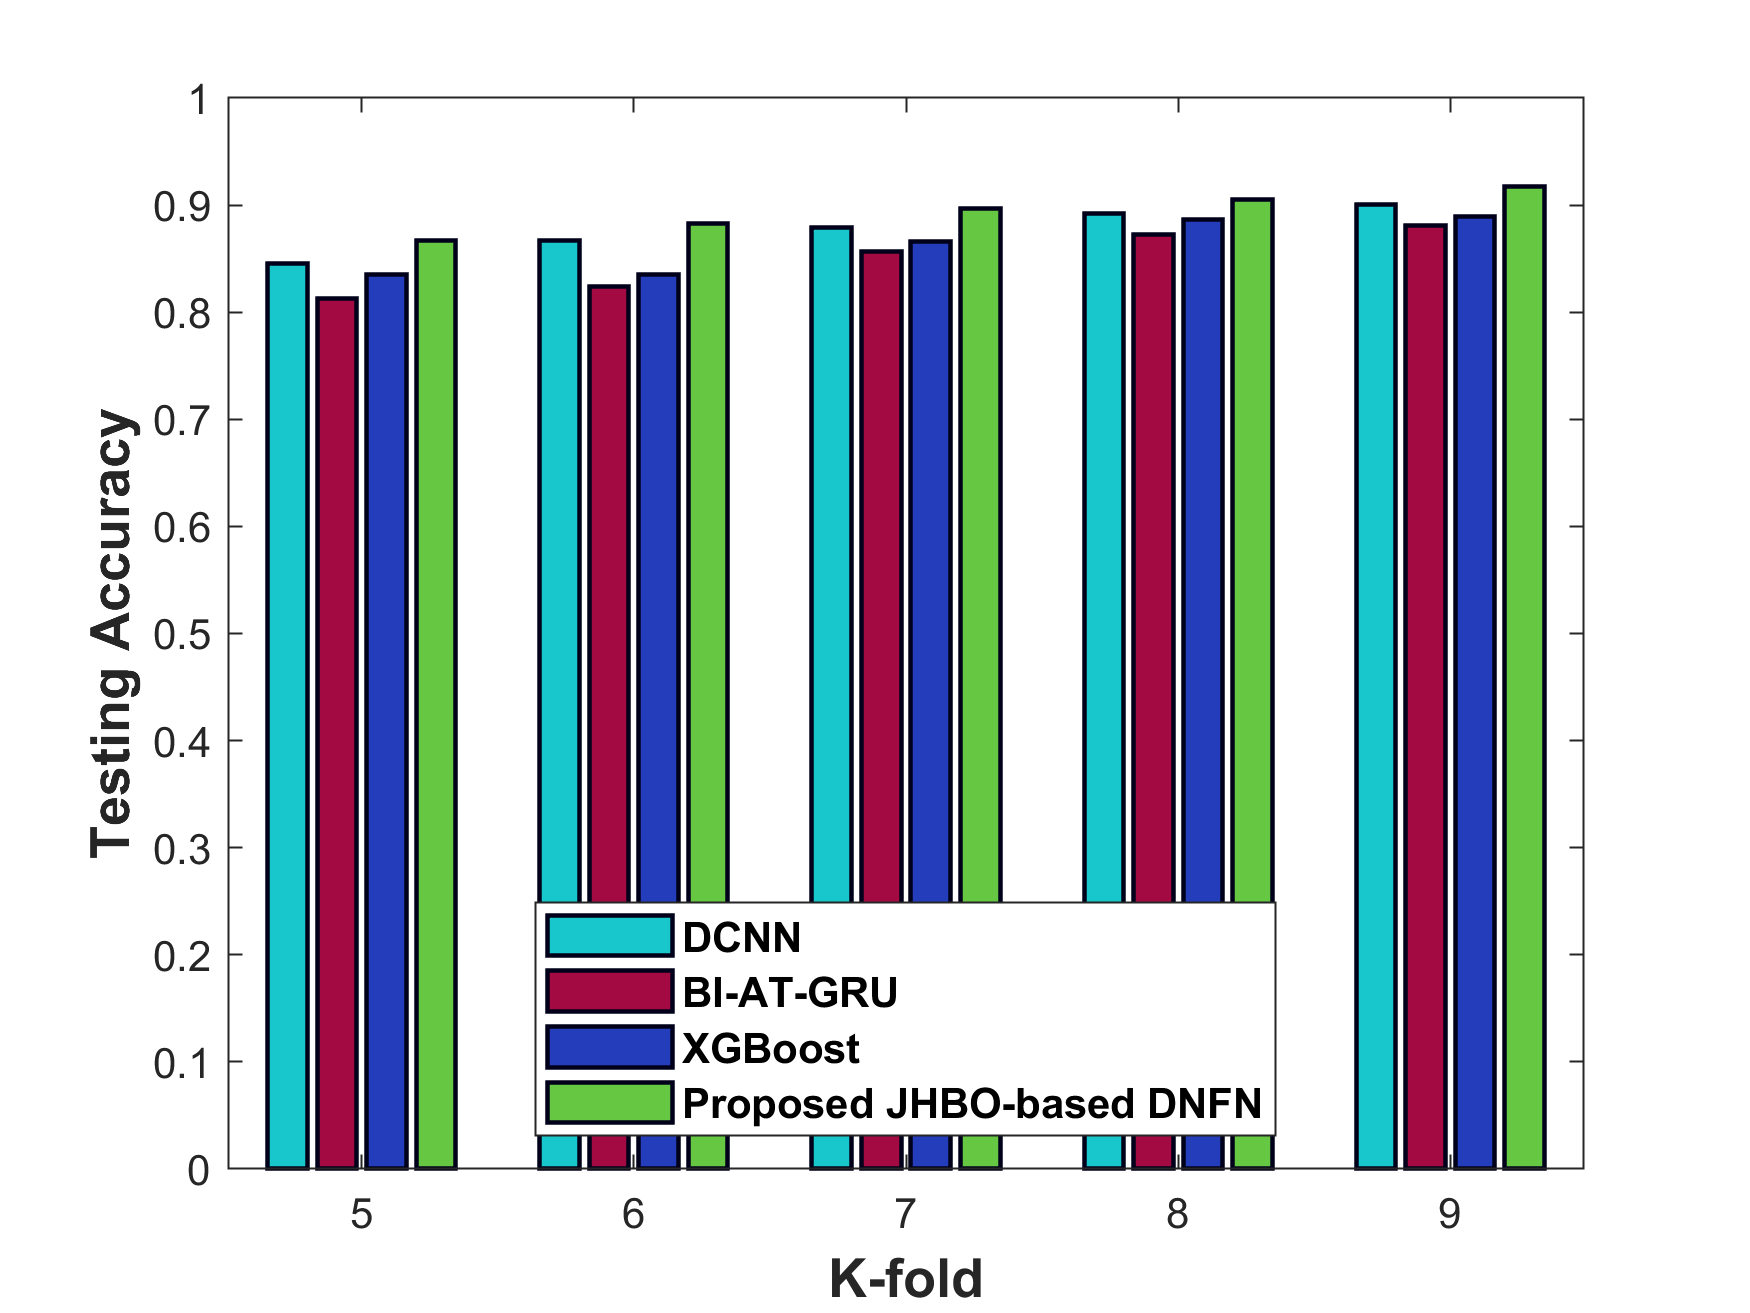 1
0.9
0.8
0.7
0.6
0.5
0.4
0.3
0.2
0.1
0
Testing Accuracy
DCNN
BI-AT-GRU
XGBoost
Proposed JHBO-based DNFN
5 6 7 8 9
K-fold